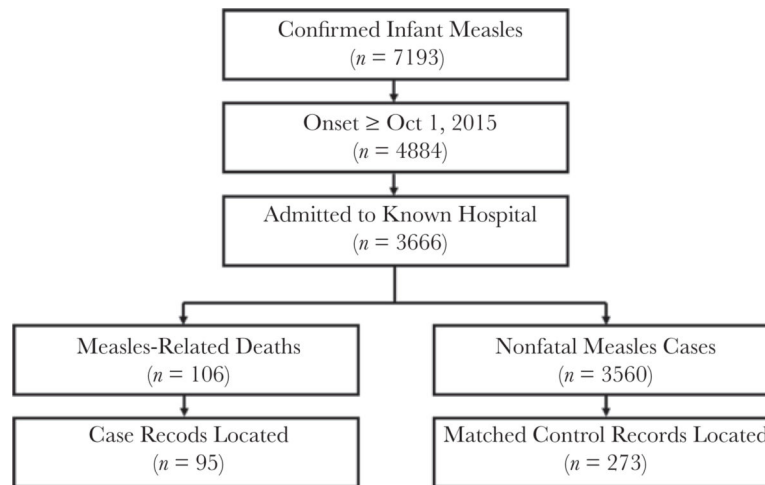 Confirmed Infant Measles
(n = 7193)
Onset ≥ Oct 1, 2015
(n = 4884)
Admitted to Known Hospital
(n = 3666)
Measles-Related Deaths
(n = 106)
Nonfatal Measles Cases
(n = 3560)
Case Recods Located
(n = 95)
Matched Control Records Located
(n = 273)